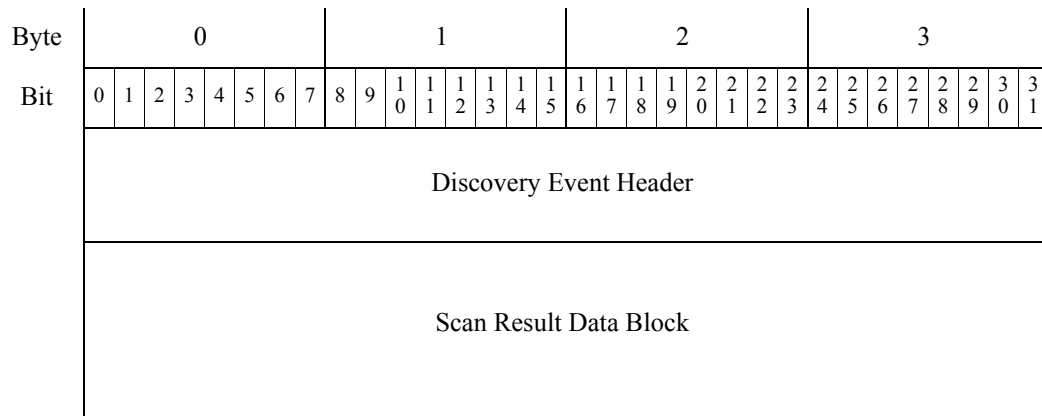 Byte 0 1 2 3
Bit 0 1 2 3 4 5 6 7 8 9 10 11 12 13 14 15 16 17 18 19 20 21 22 23 24 25 26 27 28 29 30 31
Discovery Event Header
Scan Result Data Block